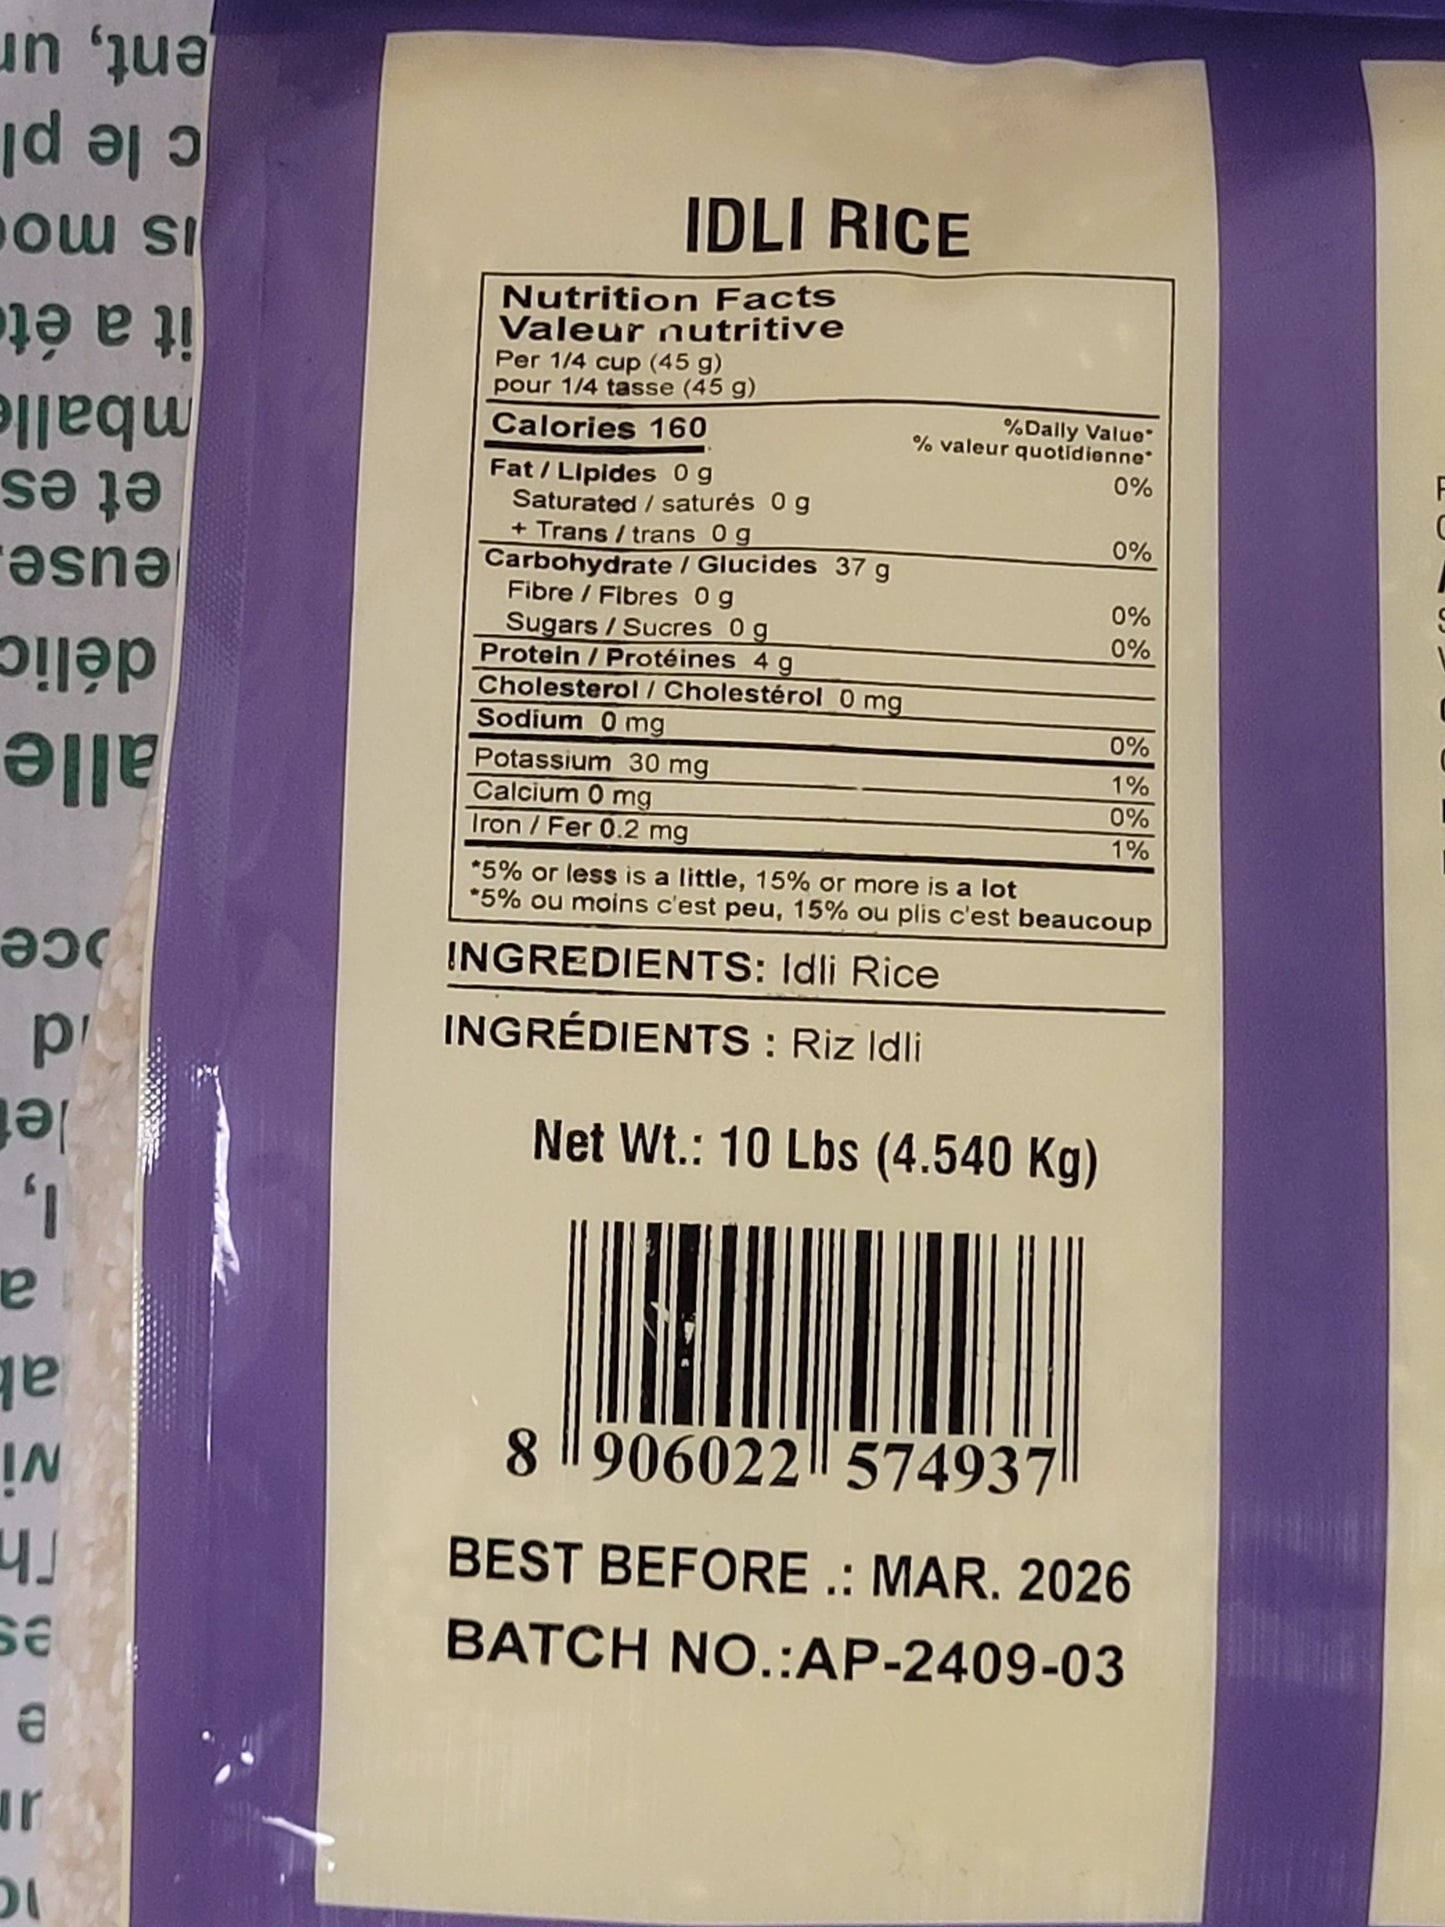 IDLI RICE
Nutrition Facts
Valeur nutritive
Per 1/4 cup (45 g)
pour 1/4 tasse (45 g)
Calories 160
%Daily Value*
% valeur quotidienne*
Fat / Lipides 0 g 0%
Saturated / saturés 0 g
+ Trans / trans 0 g 0%
Carbohydrate / Glucides 37 g
Fibre / Fibres 0 g 0%
Sugars / Sucres 0 g 0%
Protein / Protéines 4 g
Cholesterol / Cholestérol 0 mg
Sodium 0 mg 0%
Potassium 30 mg 1%
Calcium 0 mg 0%
Iron / Fer 0.2 mg 1%
*5% or less is a little, 15% or more is a lot
*5% ou moins c'est peu, 15% ou plis c'est beaucoup
INGREDIENTS: Idli Rice
INGRÉDIENTS : Riz Idli
Net Wt.: 10 Lbs (4.540 Kg)
8 906022 574937
BEST BEFORE .: MAR. 2026
BATCH NO.:AP-2409-03